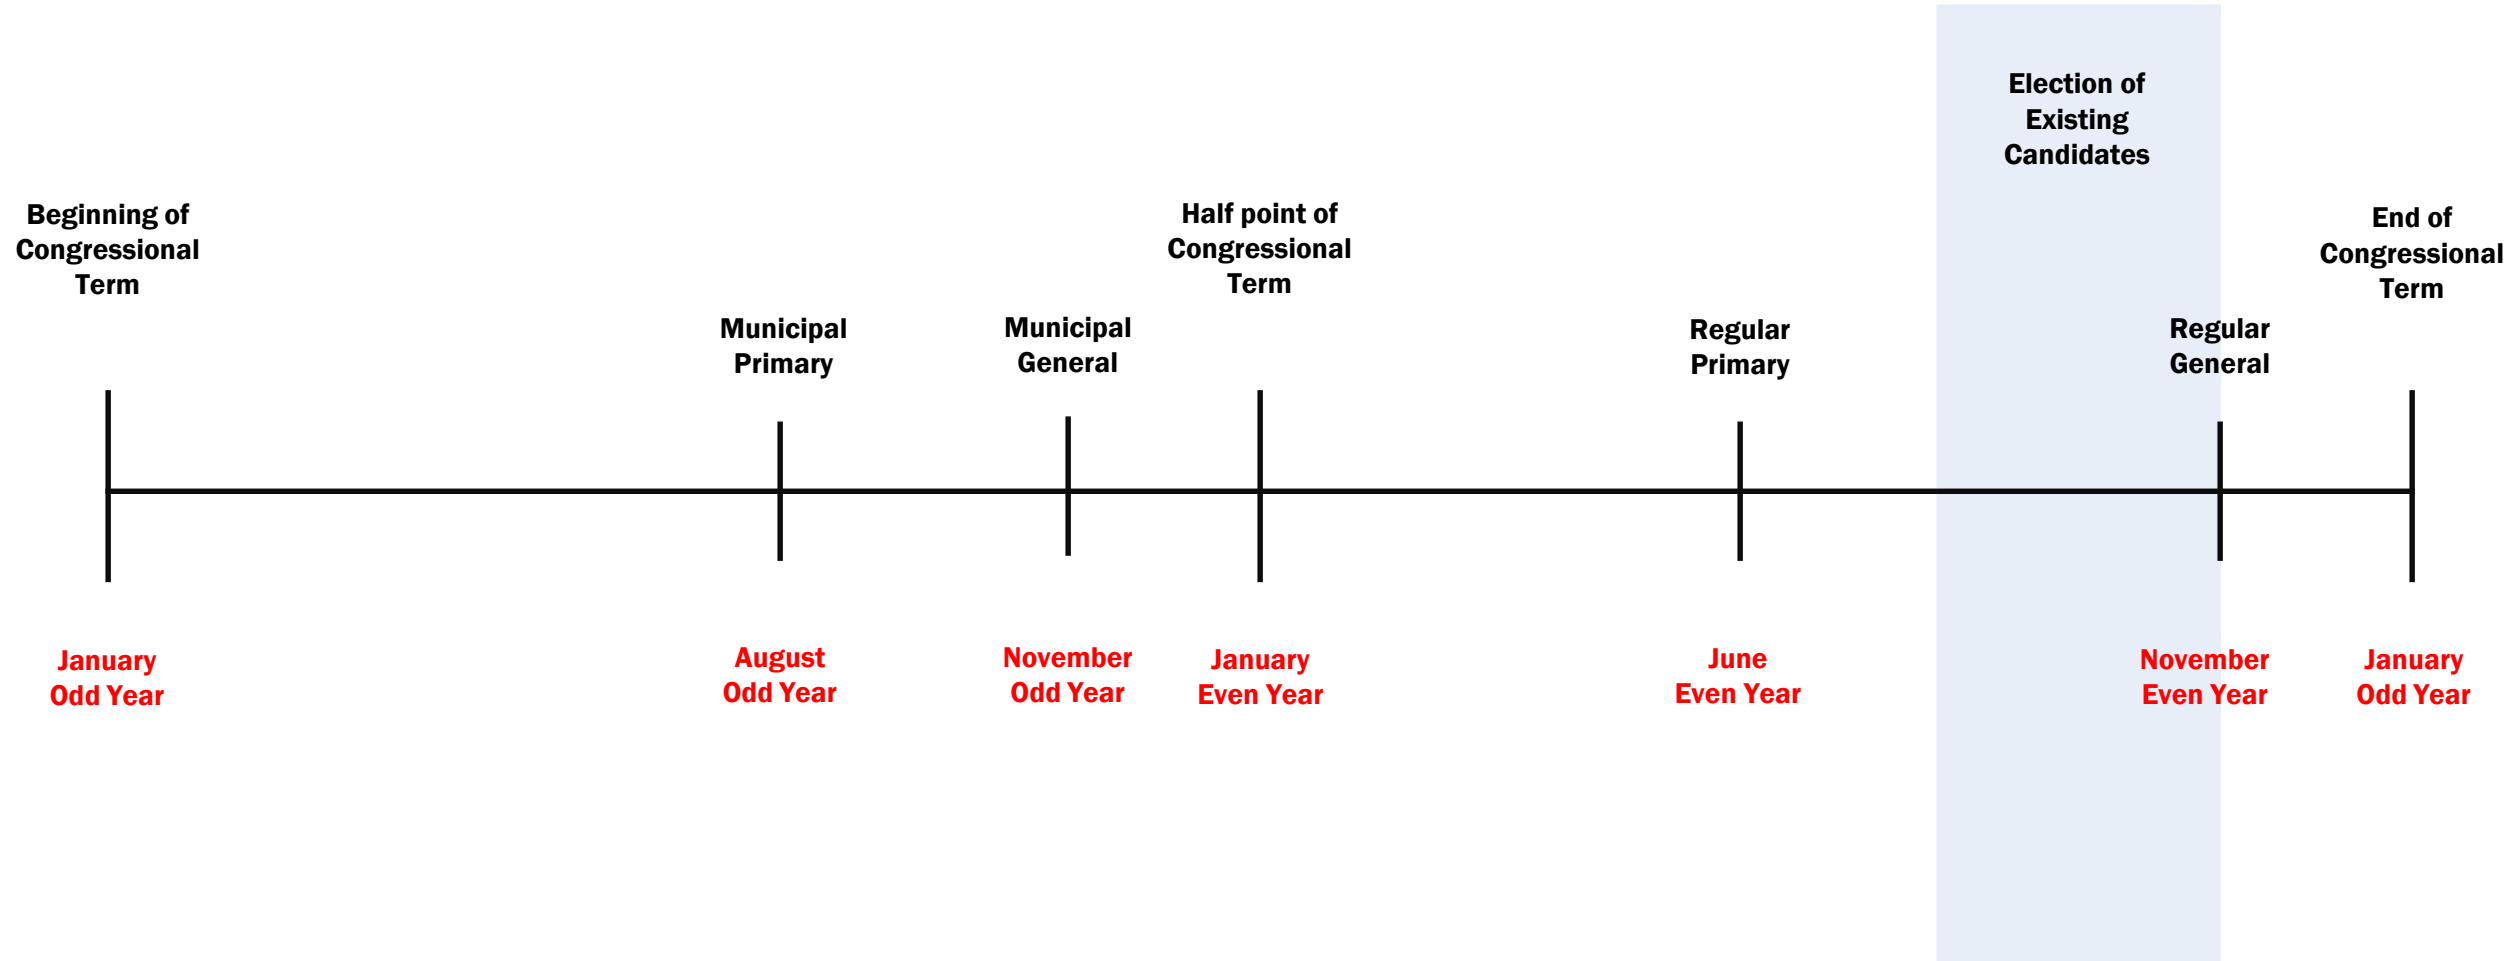 Election of
Existing
Candidates
Beginning of
Congressional
Term
Half point of
Congressional
Term
End of
Congressional
Term
Municipal
Primary
Municipal
General
Regular
Primary
Regular
General
January
Odd Year
August
Odd Year
November
Odd Year
January
Even Year
June
Even Year
November
Even Year
January
Odd Year